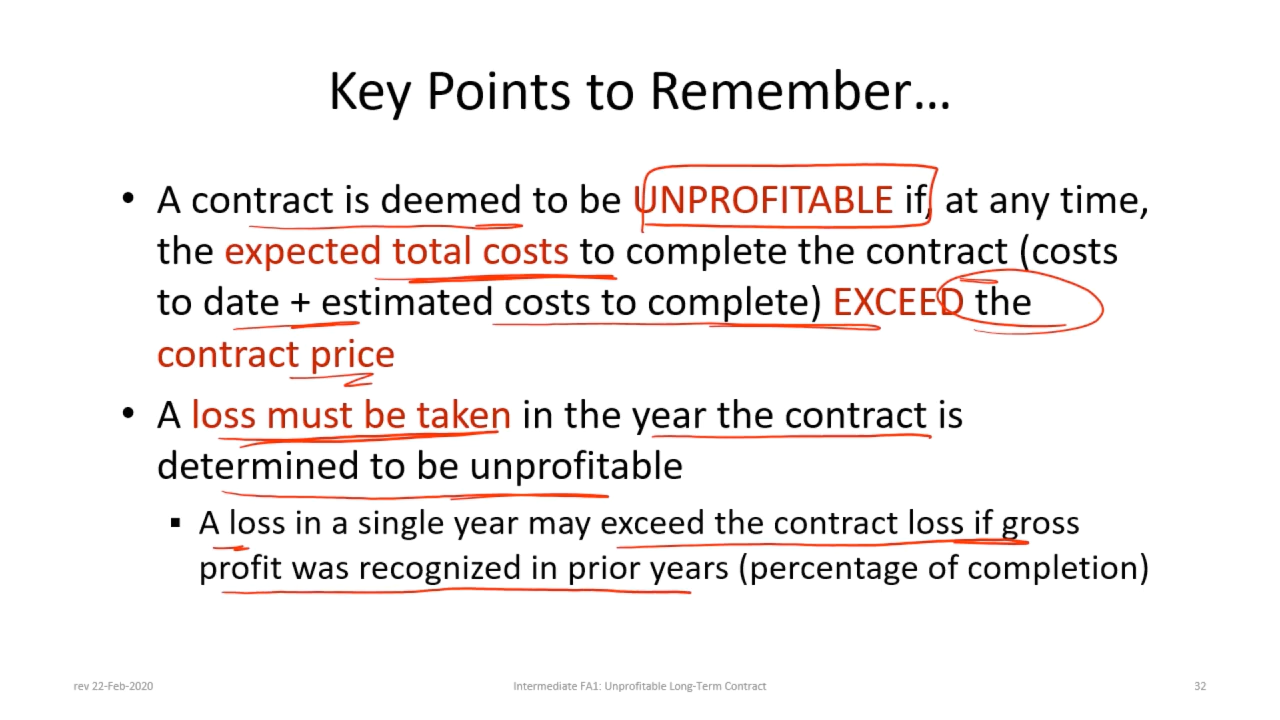 Key Points to Remember…
• A contract is deemed to be UNPROFITABLE if, at any time,
the expected total costs to complete the contract (costs
to date + estimated costs to complete) EXCEED the
contract price
• A loss must be taken in the year the contract is
determined to be unprofitable
▪ A loss in a single year may exceed the contract loss if gross
profit was recognized in prior years (percentage of completion)
rev 22-Feb-2020
Intermediate FA1: Unprofitable Long-Term Contract
32